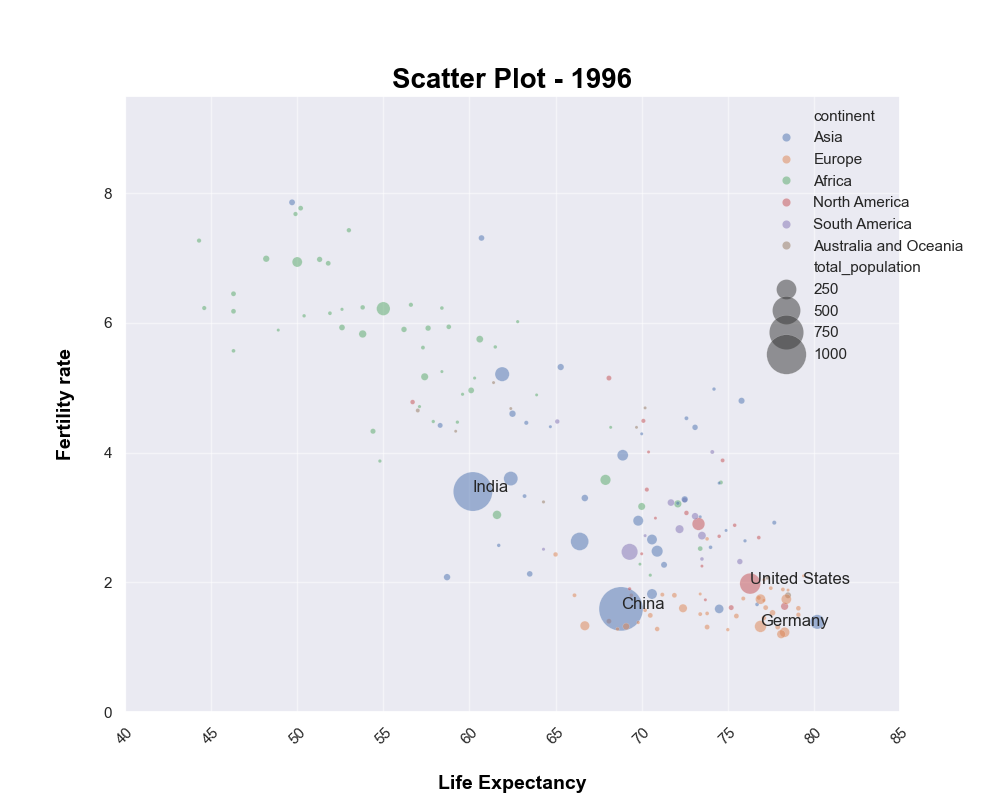 Scatter Plot - 1996
continent
Asia
Europe
Africa
North America
South America
Australia and Oceania
total_population
250
500
750
1000
India
United States
China
Germany
Fertility rate
8
6
4
2
0
40 45 50 55 60 65 70 75 80 85
Life Expectancy